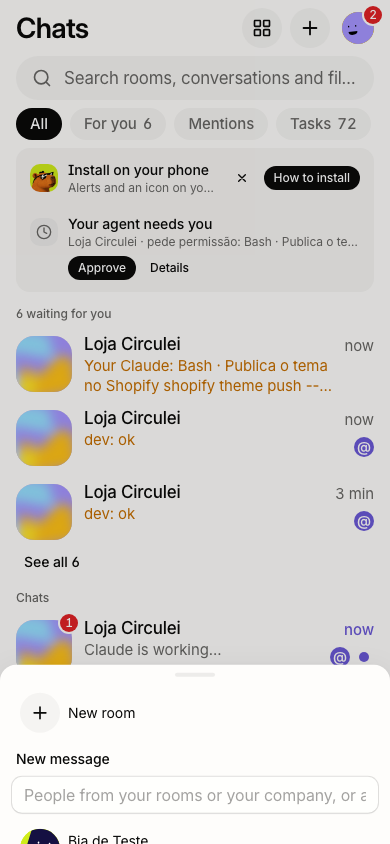 Chats
2
Search rooms, conversations and fil...
All
For you 6
Mentions
Tasks 72
Install on your phone
Alerts and an icon on yo...
How to install
Your agent needs you
Loja Circulei · pede permissão: Bash · Publica o te...
Approve
Details
6 waiting for you
Loja Circulei
now
Your Claude: Bash · Publica o tema
no Shopify shopify theme push --...
Loja Circulei
now
dev: ok
@
Loja Circulei
3 min
dev: ok
@
See all 6
Chats
1
Loja Circulei
now
Claude is working...
@
New room
New message
People from your rooms or your company, or a
Bia de Teste